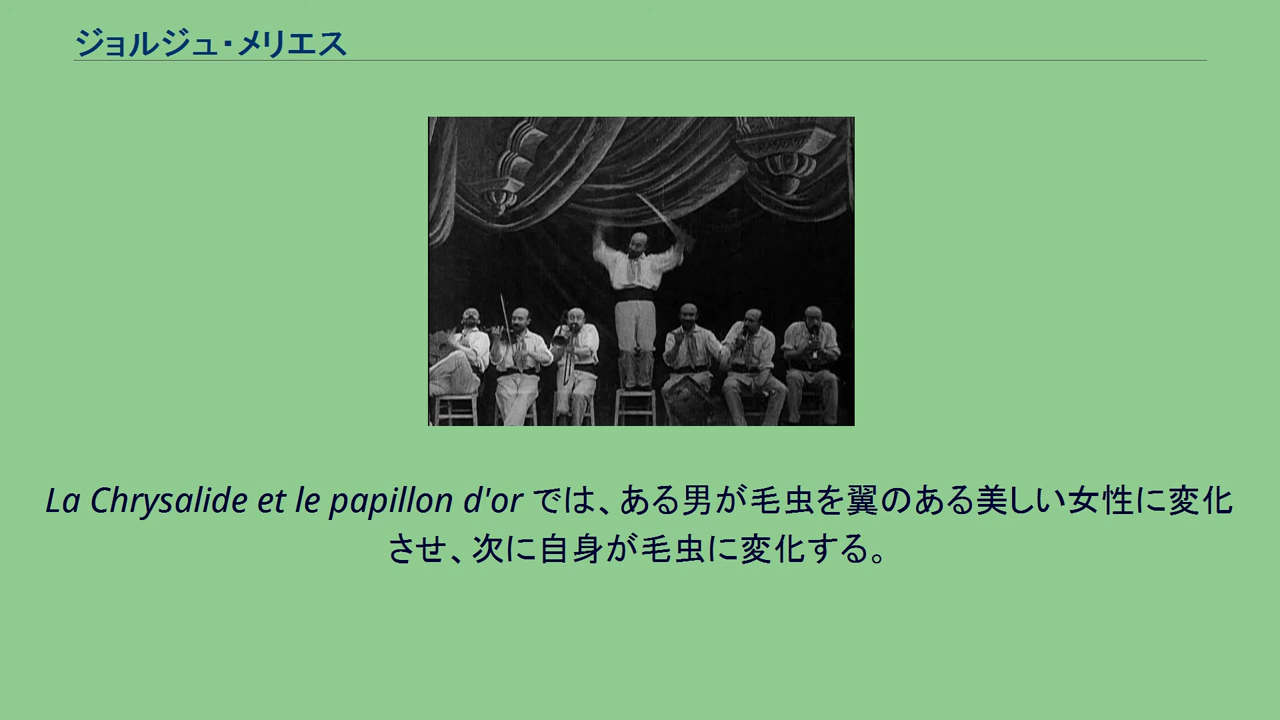 ジョルジュ・メリエス
La Chrysalide et le papillon d'or では、ある男が毛虫を翼のある美しい女性に変化
させ、次に自身が毛虫に変化する。